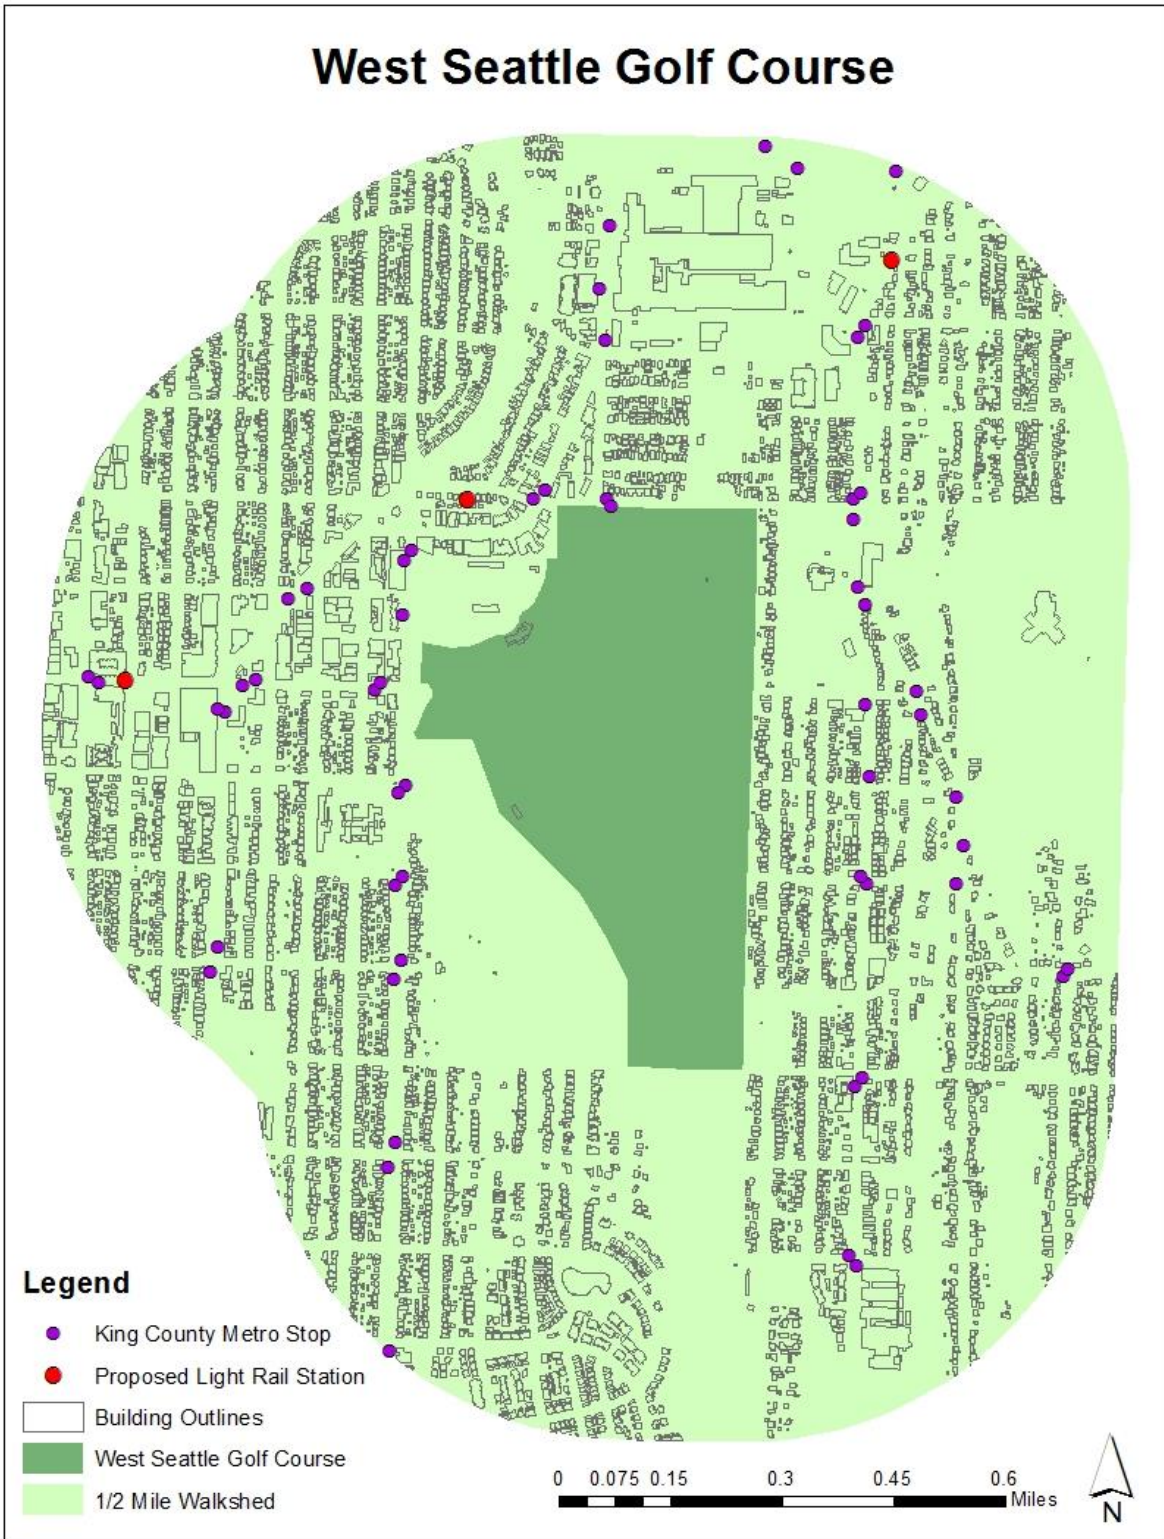 West Seattle Golf Course
Legend
King County Metro Stop
Proposed Light Rail Station
Building Outlines
West Seattle Golf Course
1/2 Mile Walkshed
0 0.075 0.15 0.3 0.45 0.6
Miles
N